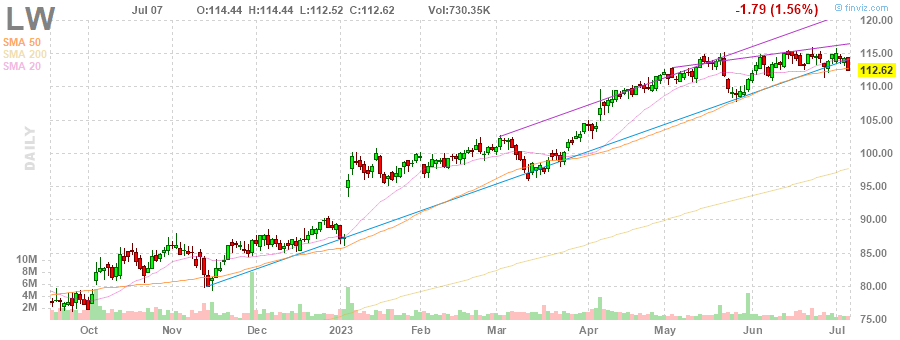 LW Jul 07 O:114.44 H:114.44 L:112.52 C:112.62 Vol:730.35K -1.79 (1.56%) © finviz.com
SMA 50
SMA 200
SMA 20
DAILY
120.00
115.00
112.62
110.00
105.00
100.00
95.00
90.00
85.00
80.00
75.00
10M
8M
6M
4M
2M
Oct Nov Dec 2023 Feb Mar Apr May Jun Jul